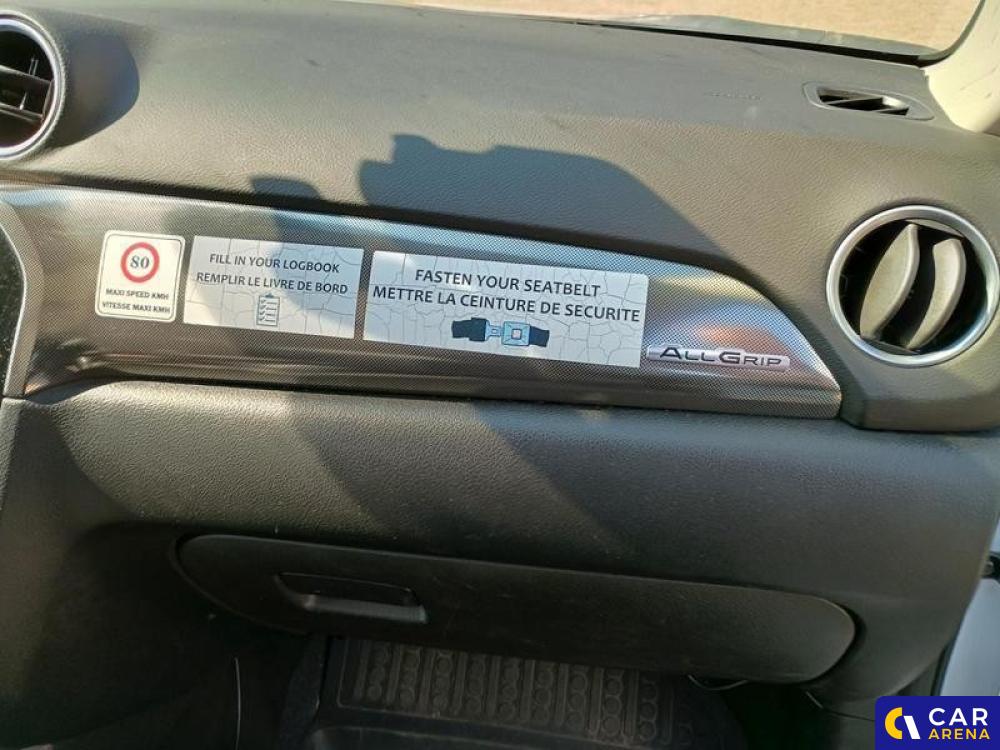 80
MAXI SPEED KMH
VITESSE MAXI KMH
FILL IN YOUR LOGBOOK
REMPLIR LE LIVRE DE BORD
FASTEN YOUR SEATBELT
METTRE LA CEINTURE DE SECURITE
ALLGRIP
CAR
ARENA